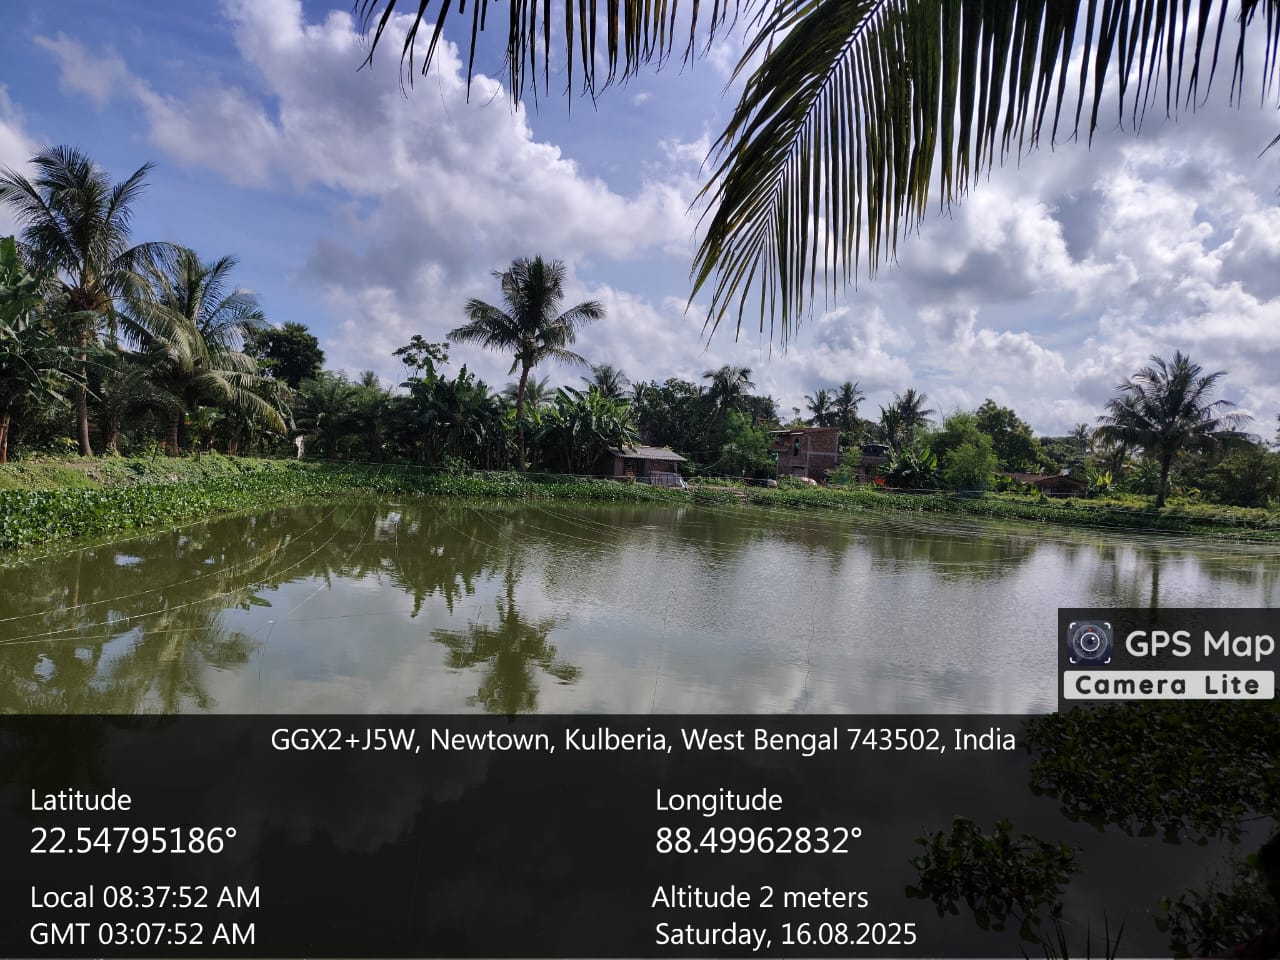 GPS Map
Camera Lite
GGX2+J5W, Newtown, Kulberia, West Bengal 743502, India
Latitude
22.54795186°
Longitude
88.49962832°
Local 08:37:52 AM
GMT 03:07:52 AM
Altitude 2 meters
Saturday, 16.08.2025